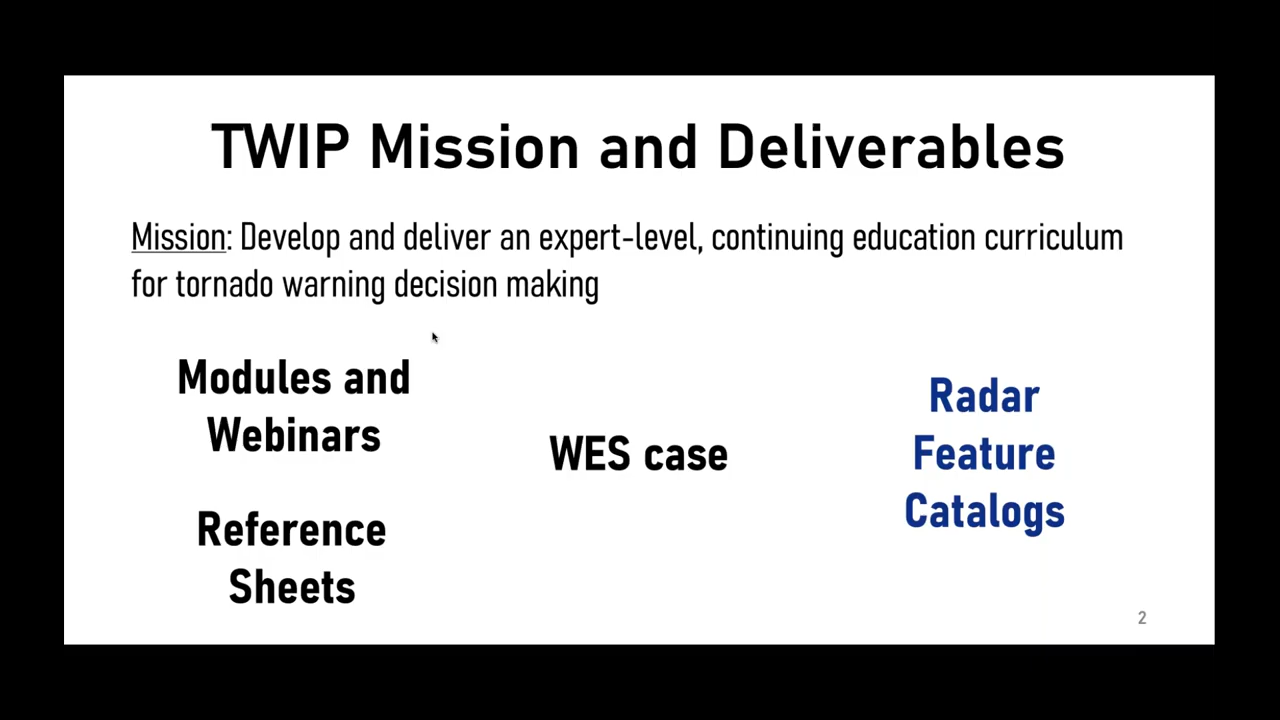 TWIP Mission and Deliverables
Mission: Develop and deliver an expert-level, continuing education curriculum
for tornado warning decision making
Modules and
Webinars
Reference
Sheets
WES case
Radar
Feature
Catalogs
2